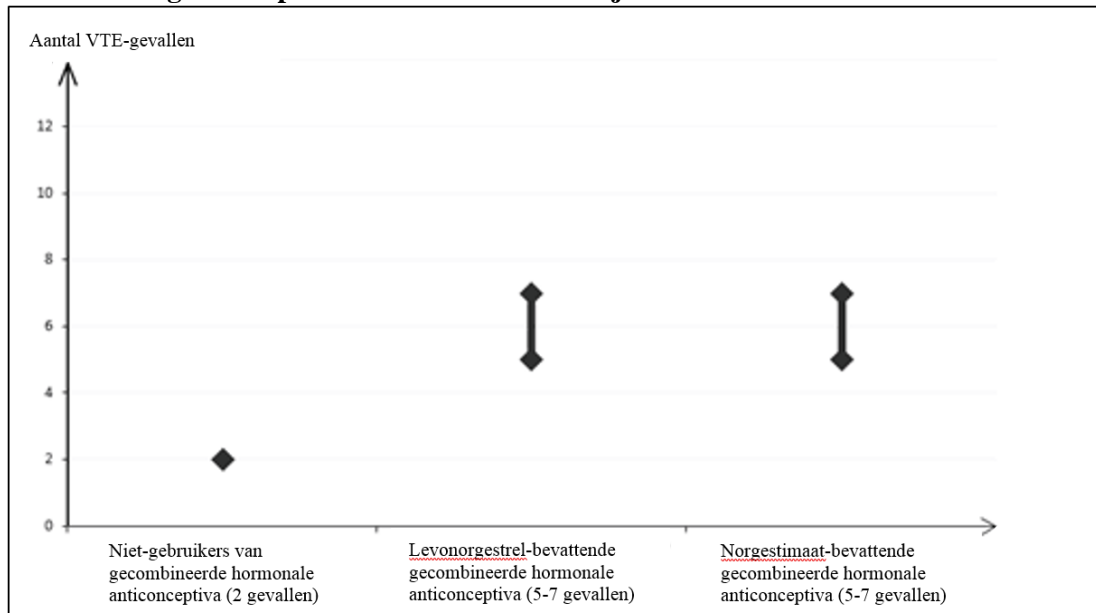 Aantal VTE-gevallen
12
10
8
6
4
2
0
Niet-gebruikers van
gecombineerde hormonale
anticonceptiva (2 gevallen)
Levonorgestrel-bevattende
gecombineerde hormonale
anticonceptiva (5-7 gevallen)
Norgestimaat-bevattende
gecombineerde hormonale
anticonceptiva (5-7 gevallen)